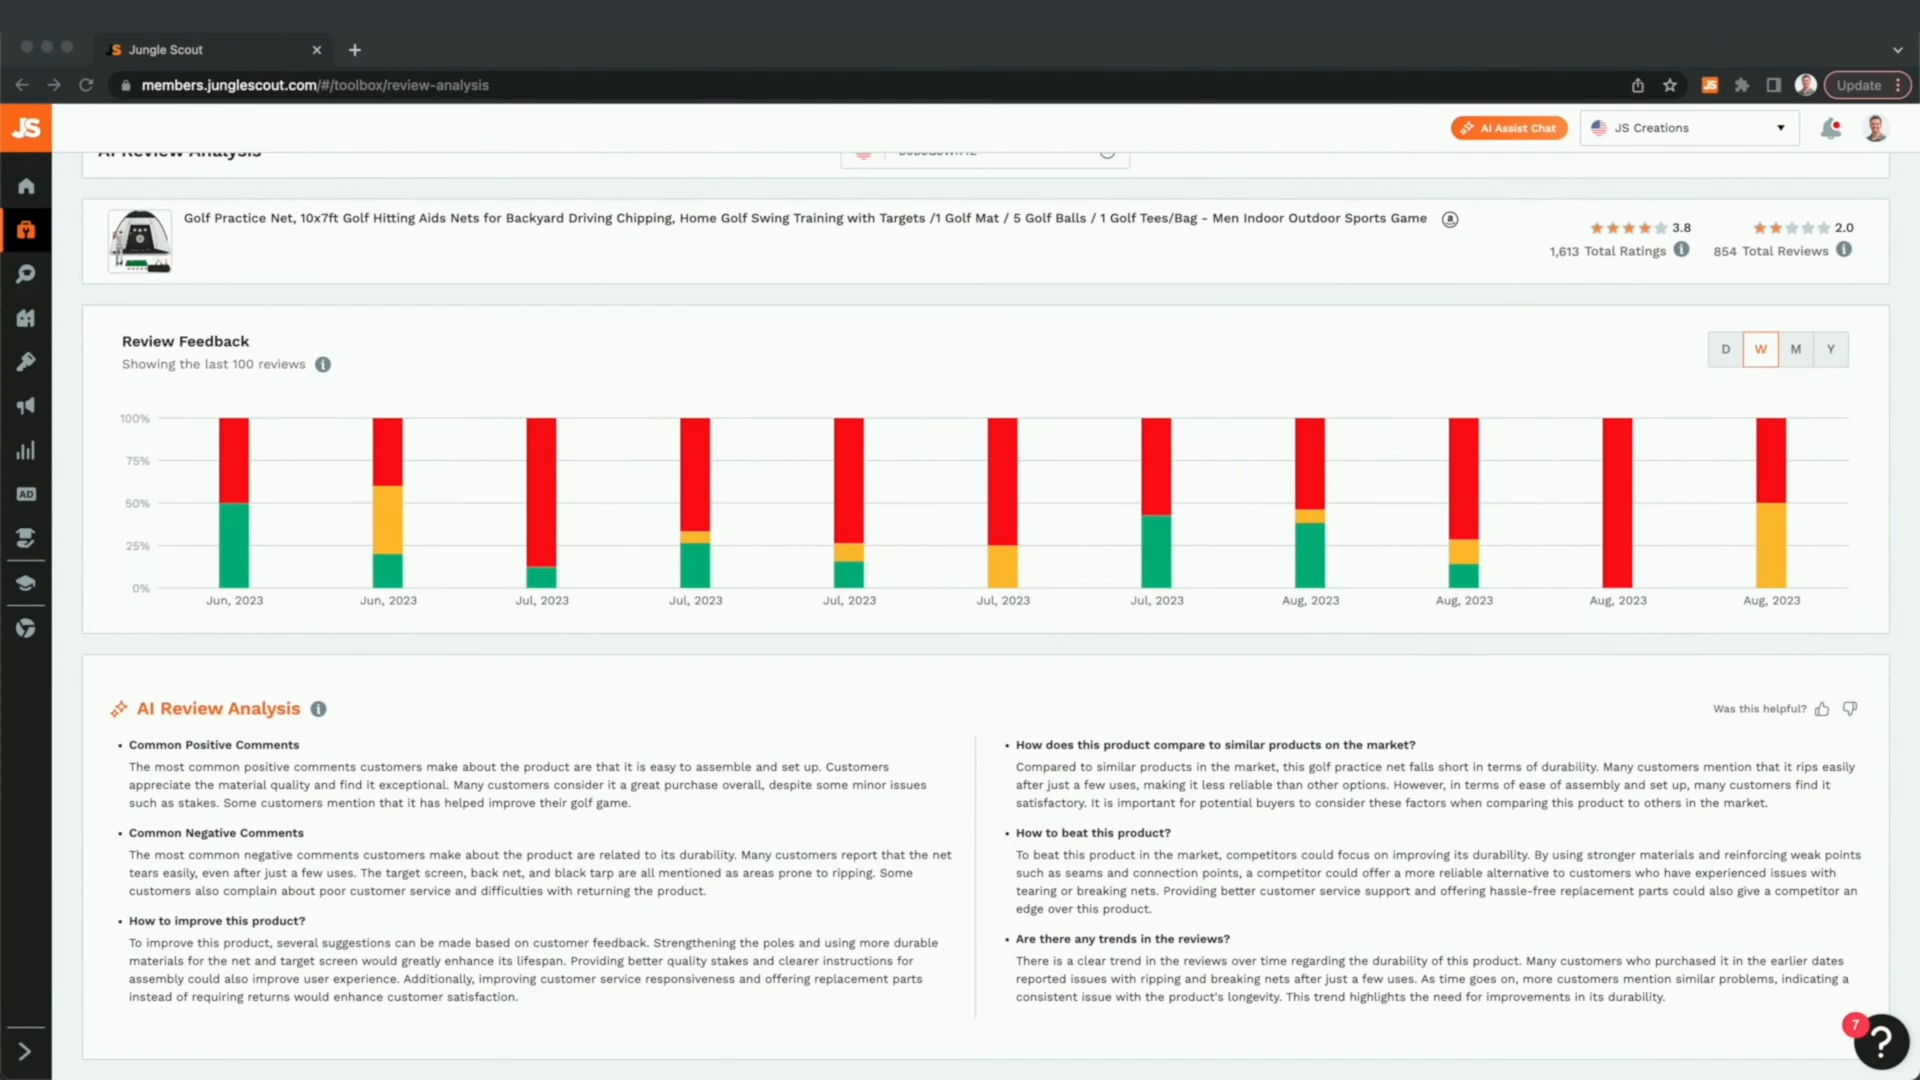 JS Jungle Scout
members.junglescout.com/#/toolbox/review-analysis
JS
Update
JS
AI Assist Chat
JS Creations
AI Review Analysis
Golf Practice Net, 10x7ft Golf Hitting Aids Nets for Backyard Driving Chipping, Home Golf Swing Training with Targets /1 Golf Mat / 5 Golf Balls / 1 Golf Tees/Bag - Men Indoor Outdoor Sports Game
a
3.8
2.0
1,613 Total Ratings
854 Total Reviews
Review Feedback
Showing the last 100 reviews
D W M Y
100%
75%
50%
25%
0%
Jun, 2023 Jun, 2023 Jul, 2023 Jul, 2023 Jul, 2023 Jul, 2023 Jul, 2023 Aug, 2023 Aug, 2023 Aug, 2023 Aug, 2023
AD
AI Review Analysis
Was this helpful?
• Common Positive Comments
The most common positive comments customers make about the product are that it is easy to assemble and set up. Customers
appreciate the material quality and find it exceptional. Many customers consider it a great purchase overall, despite some minor issues
such as stakes. Some customers mention that it has helped improve their golf game.
• Common Negative Comments
The most common negative comments customers make about the product are related to its durability. Many customers report that the net
tears easily, even after just a few uses. The target screen, back net, and black tarp are all mentioned as areas prone to ripping. Some
customers also complain about poor customer service and difficulties with returning the product.
• How to improve this product?
To improve this product, several suggestions can be made based on customer feedback. Strengthening the poles and using more durable
materials for the net and target screen would greatly enhance its lifespan. Providing better quality stakes and clearer instructions for
assembly could also improve user experience. Additionally, improving customer service responsiveness and offering replacement parts
instead of requiring returns would enhance customer satisfaction.
• How does this product compare to similar products on the market?
Compared to similar products in the market, this golf practice net falls short in terms of durability. Many customers mention that it rips easily
after just a few uses, making it less reliable than other options. However, in terms of ease of assembly and set up, many customers find it
satisfactory. It is important for potential buyers to consider these factors when comparing this product to others in the market.
• How to beat this product?
To beat this product in the market, competitors could focus on improving its durability. By using stronger materials and reinforcing weak points
such as seams and connection points, a competitor could offer a more reliable alternative to customers who have experienced issues with
tearing or breaking nets. Providing better customer service support and offering hassle-free replacement parts could also give a competitor an
edge over this product.
• Are there any trends in the reviews?
There is a clear trend in the reviews over time regarding the durability of this product. Many customers who purchased it in the earlier dates
reported issues with ripping and breaking nets after just a few uses. As time goes on, more customers mention similar problems, indicating a
consistent issue with the product's longevity. This trend highlights the need for improvements in its durability.
7
?